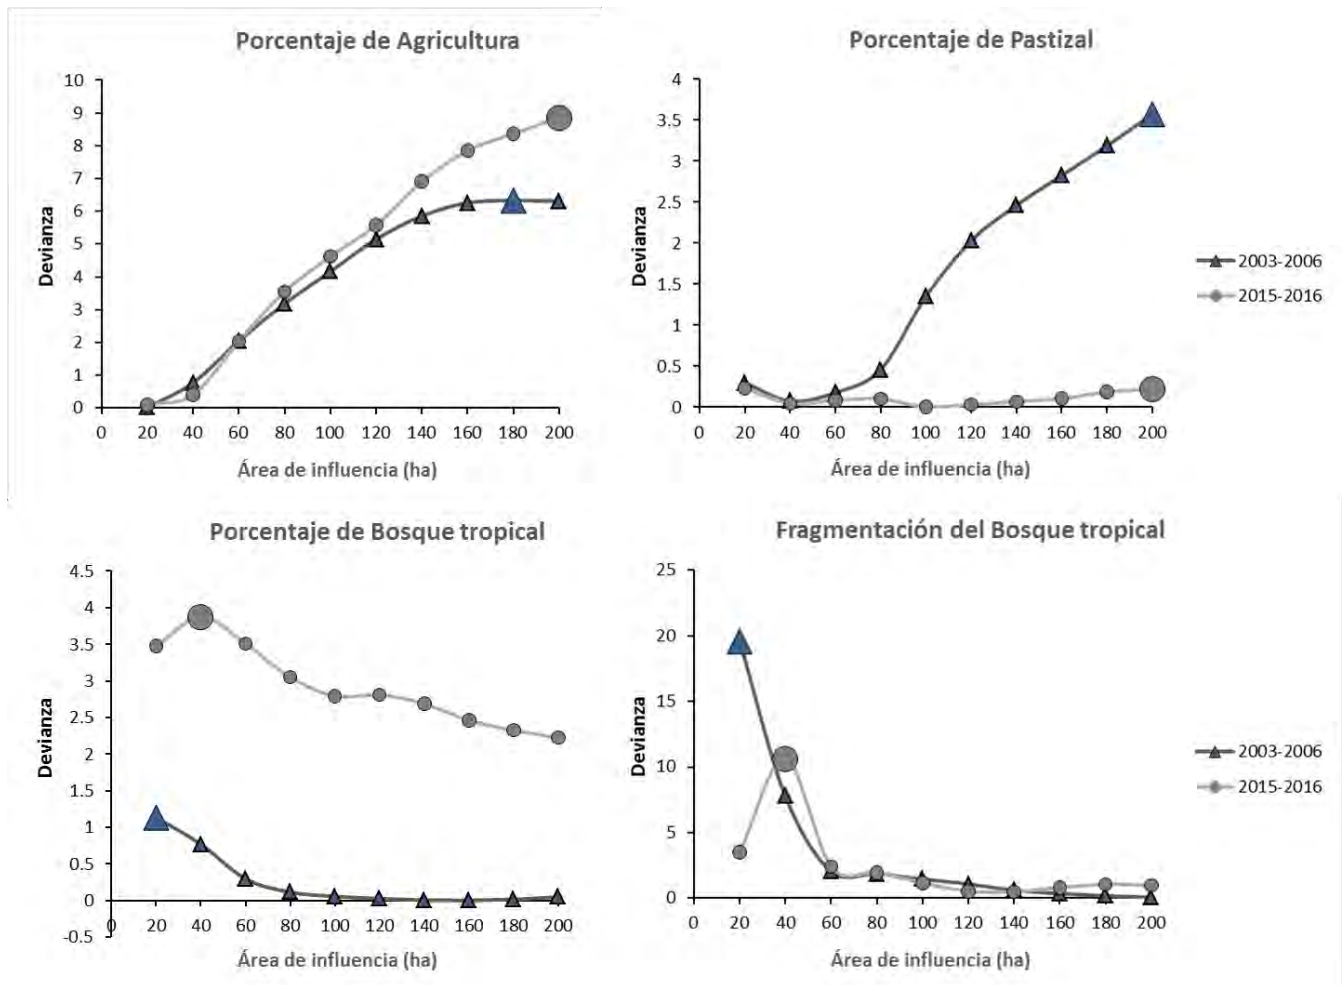 Porcentaje de Agricultura
10
9
8
7
6
5
4
3
2
1
0
Devianza
0 20 40 60 80 100 120 140 160 180 200
Área de influencia (ha)
Porcentaje de Pastizal
4
3.5
3
2.5
2
1.5
1
0.5
0
Devianza
0 20 40 60 80 100 120 140 160 180 200
Área de influencia (ha)
2003-2006
2015-2016
Porcentaje de Bosque tropical
4.5
4
3.5
3
2.5
2
1.5
1
0.5
0
-0.5
Devianza
0 20 40 60 80 100 120 140 160 180 200
Área de influencia (ha)
Fragmentación del Bosque tropical
25
20
15
10
5
0
Devianza
0 20 40 60 80 100 120 140 160 180 200
Área de influencia (ha)
2003-2006
2015-2016